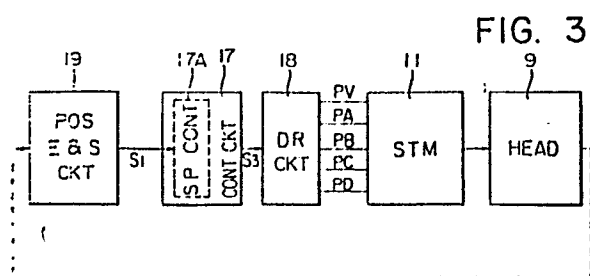 FIG. 3
19
17A
17
18
11
9
POS
Ξ & S
CKT
S1
SP CONT
CONT CKT
S3
DR
CKT
PV
PA
PB
PC
PD
STM
HEAD